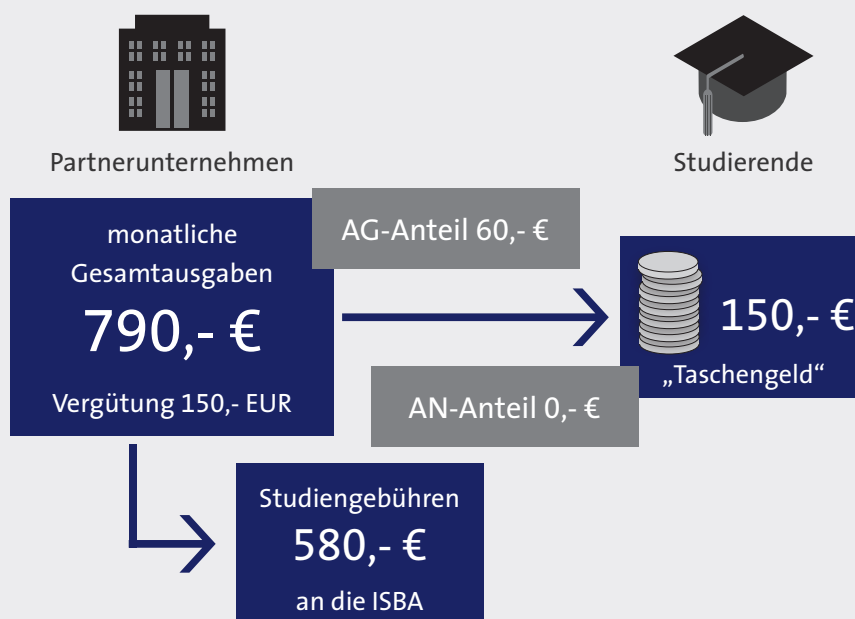 Partnerunternehmen
Studierende
monatliche
Gesamtausgaben
790,- €
Vergütung 150,- EUR
AG-Anteil 60,- €
AN-Anteil 0,- €
150,- €
„Taschengeld“
Studiengebühren
580,- €
an die ISBA